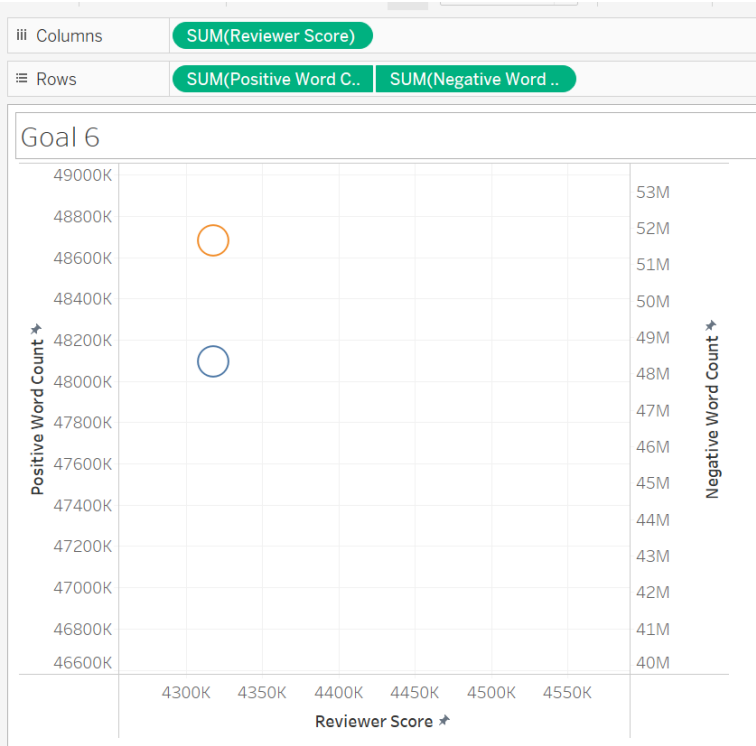 Columns SUM(Reviewer Score)
Rows SUM(Positive Word C.. SUM(Negative Word ..
Goal 6
49000K
48800K
48600K
48400K
48200K
48000K
47800K
47600K
47400K
47200K
47000K
46800K
46600K
Positive Word Count
53M
52M
51M
50M
49M
48M
47M
46M
45M
44M
43M
42M
41M
40M
Negative Word Count
4300K 4350K 4400K 4450K 4500K 4550K
Reviewer Score